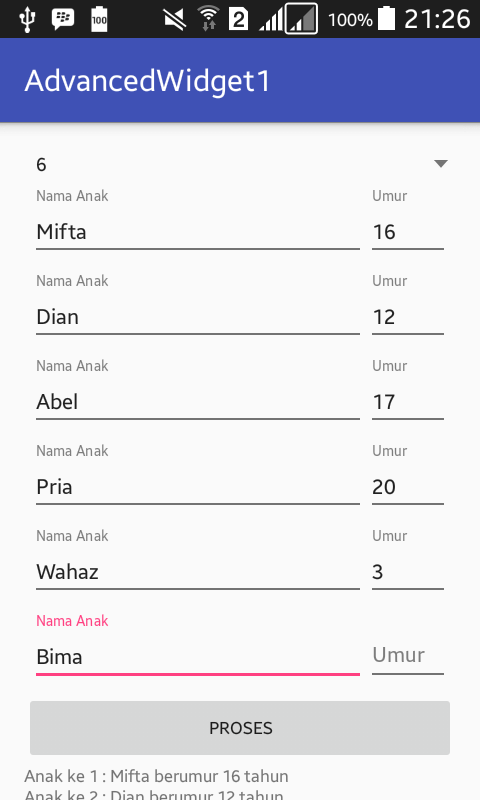 100 2 100% 21:26
AdvancedWidget1
6
Nama Anak Umur
Mifta 16
Nama Anak Umur
Dian 12
Nama Anak Umur
Abel 17
Nama Anak Umur
Pria 20
Nama Anak Umur
Wahaz 3
Nama Anak
Bima Umur
PROSES
Anak ke 1 : Mifta berumur 16 tahun
Anak ke 2 : Dian berumur 12 tahun